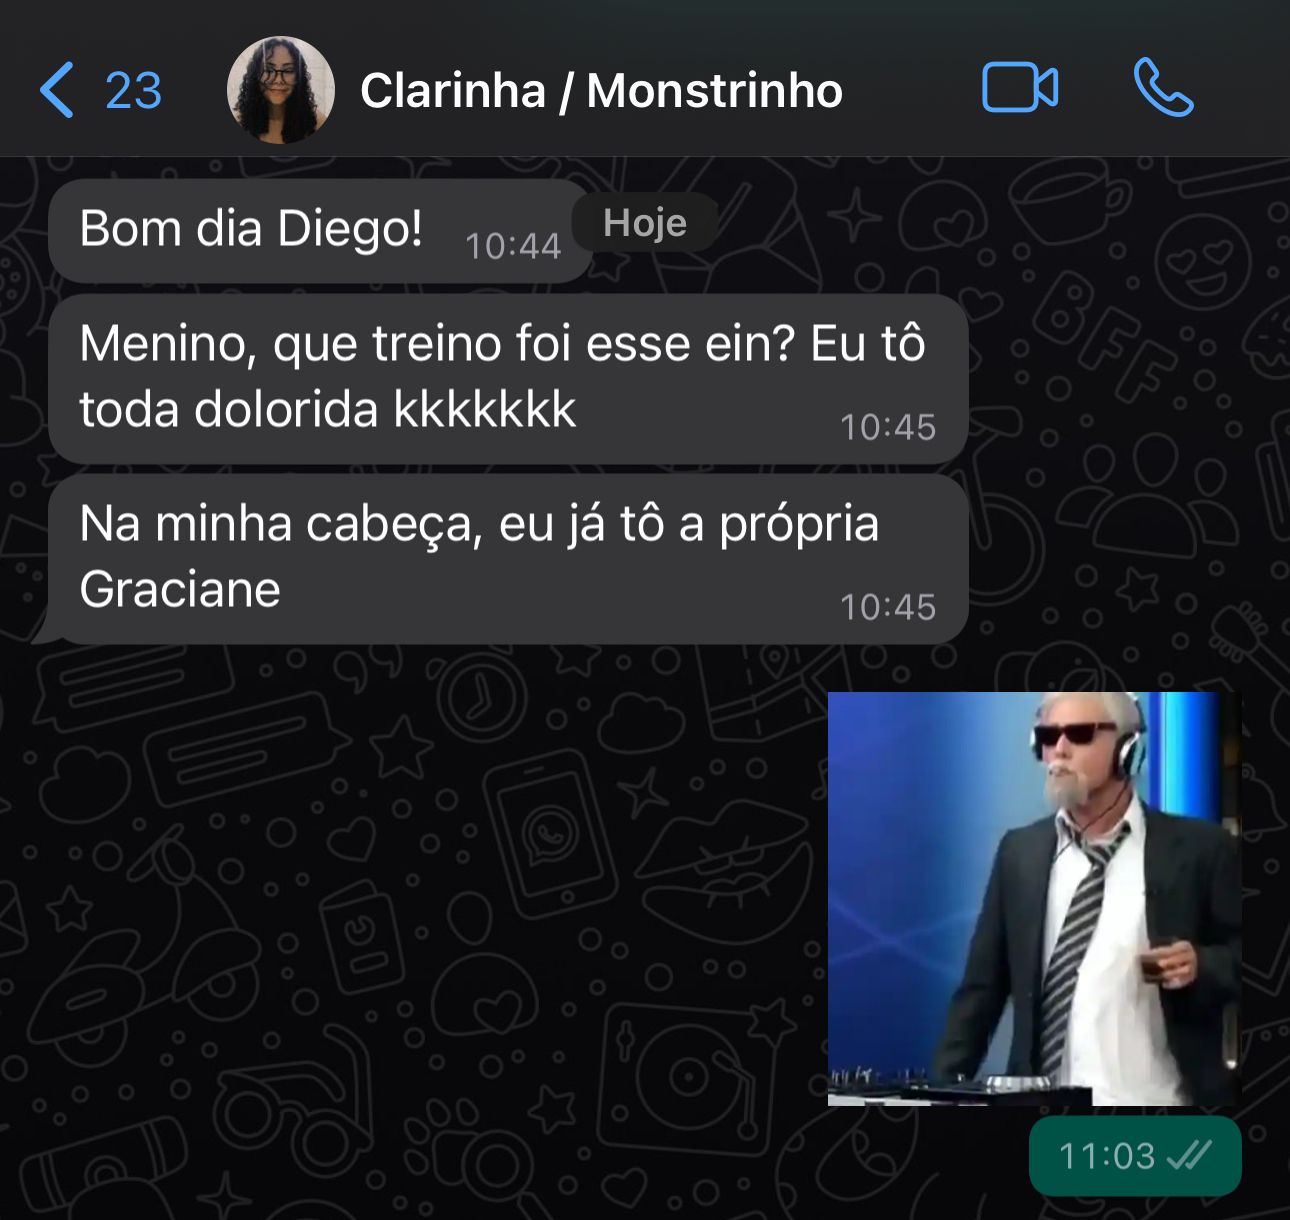 23
Clarinha / Monstrinho
Hoje
Bom dia Diego!
10:44
Menino, que treino foi esse ein? Eu tô
toda dolorida kkkkkkk
10:45
Na minha cabeça, eu já tô a própria
Graciane
10:45
BFF
11:03